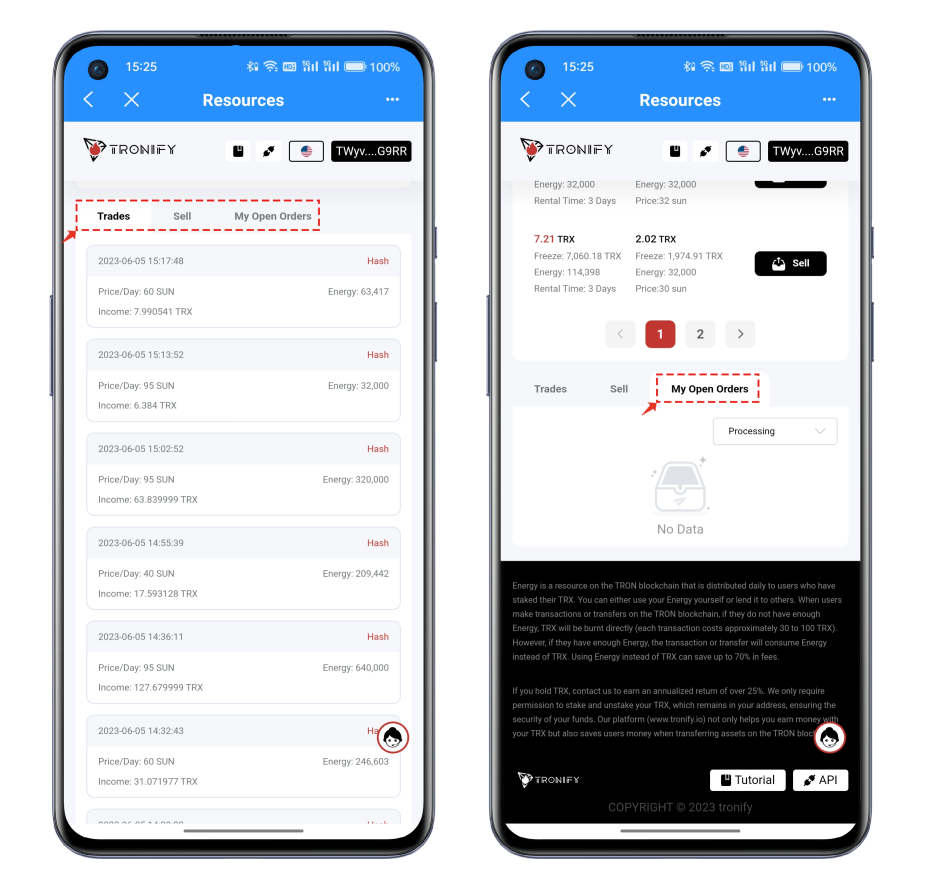 15:25
100%
Resources
TRONIFY
TWyv....G9RR
Trades
Sell
My Open Orders
2023-06-05 15:17:48
Hash
Price/Day: 60 SUN
Energy: 63,417
Income: 7.990541 TRX
2023-06-05 15:13:52
Hash
Price/Day: 95 SUN
Energy: 32,000
Income: 6.384 TRX
2023-06-05 15:02:52
Hash
Price/Day: 95 SUN
Energy: 320,000
Income: 63.839999 TRX
2023-06-05 14:55:39
Hash
Price/Day: 40 SUN
Energy: 209,442
Income: 17.593128 TRX
2023-06-05 14:36:11
Hash
Price/Day: 95 SUN
Energy: 640,000
Income: 127.679999 TRX
2023-06-05 14:32:43
Price/Day: 60 SUN
Energy: 246,603
Income: 31.071977 TRX
15:25
100%
Resources
TRONIFY
TWyv....G9RR
Energy: 32,000
Energy: 32,000
Rental Time: 3 Days
Price:32 sun
7.21 TRX
2.02 TRX
Freeze: 7,060.18 TRX
Freeze: 1,974.91 TRX
Energy: 114,398
Energy: 32,000
Sell
Rental Time: 3 Days
Price:30 sun
<
1
2
>
Trades
Sell
My Open Orders
Processing
No Data
Energy is a resource on the TRON blockchain that is distributed daily to users who have
staked their TRX. You can either use your Energy yourself or lend it to others. When users
make transactions or transfers on the TRON blockchain, if they do not have enough
Energy, TRX will be burnt directly (each transaction costs approximately 30 to 100 TRX).
However, if they have enough Energy, the transaction or transfer will consume Energy
instead of TRX. Using Energy instead of TRX can save up to 70% in fees.
If you hold TRX, contact us to earn an annualized return of over 25%. We only require
permission to stake and unstake your TRX, which remains in your address, ensuring the
security of your funds. Our platform (www.tronify.io) not only helps you earn money with
your TRX but also saves users money when transferring assets on the TRON bloc
TRONIFY
Tutorial
API
COPYRIGHT © 2023 tronify